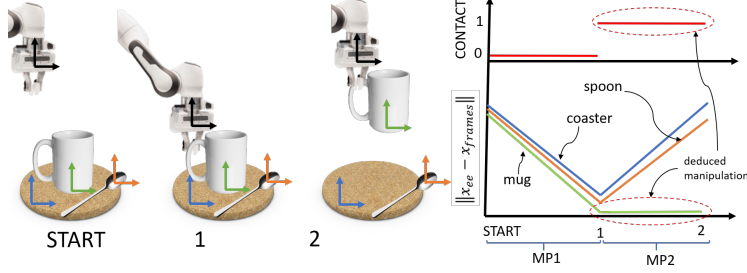 START
1
2
CONTACT
1
0
‖x_ee − x_frames‖
spoon
coaster
mug
deduced
manipulation
START
1
2
MP1
MP2